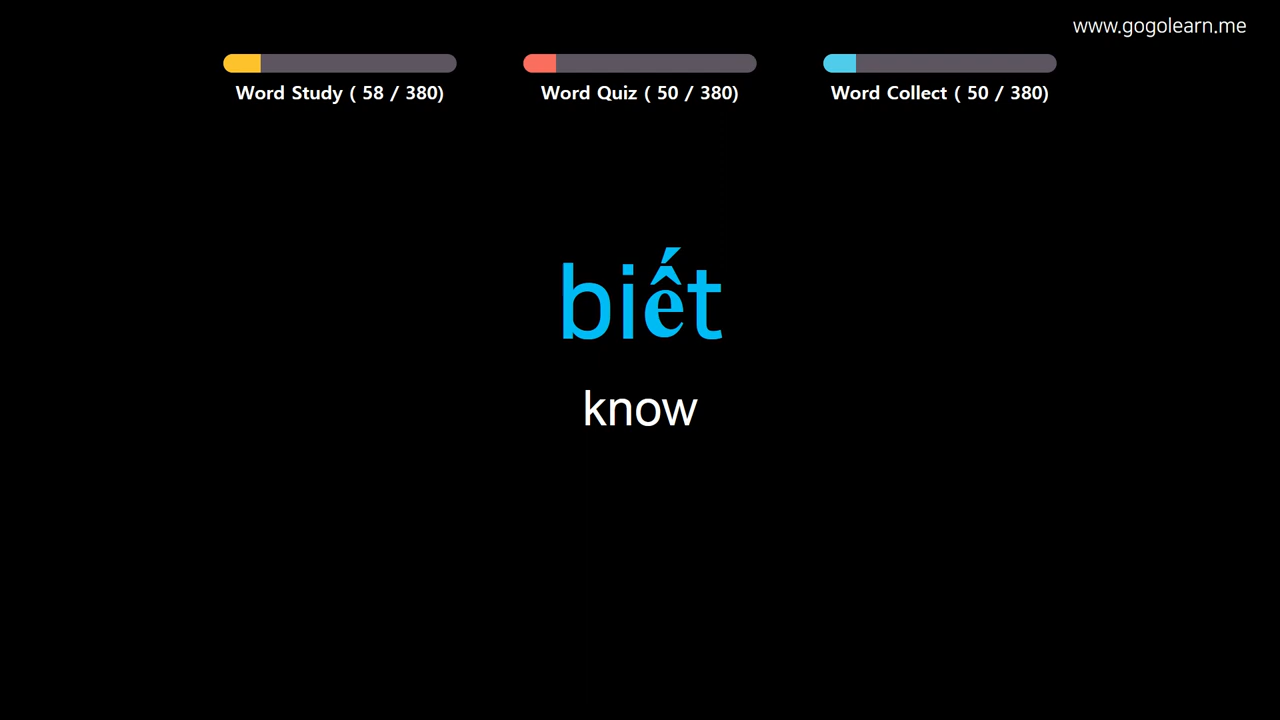 www.gogolearn.me
Word Study ( 58 / 380)
Word Quiz ( 50 / 380)
Word Collect ( 50 / 380)
biết
know